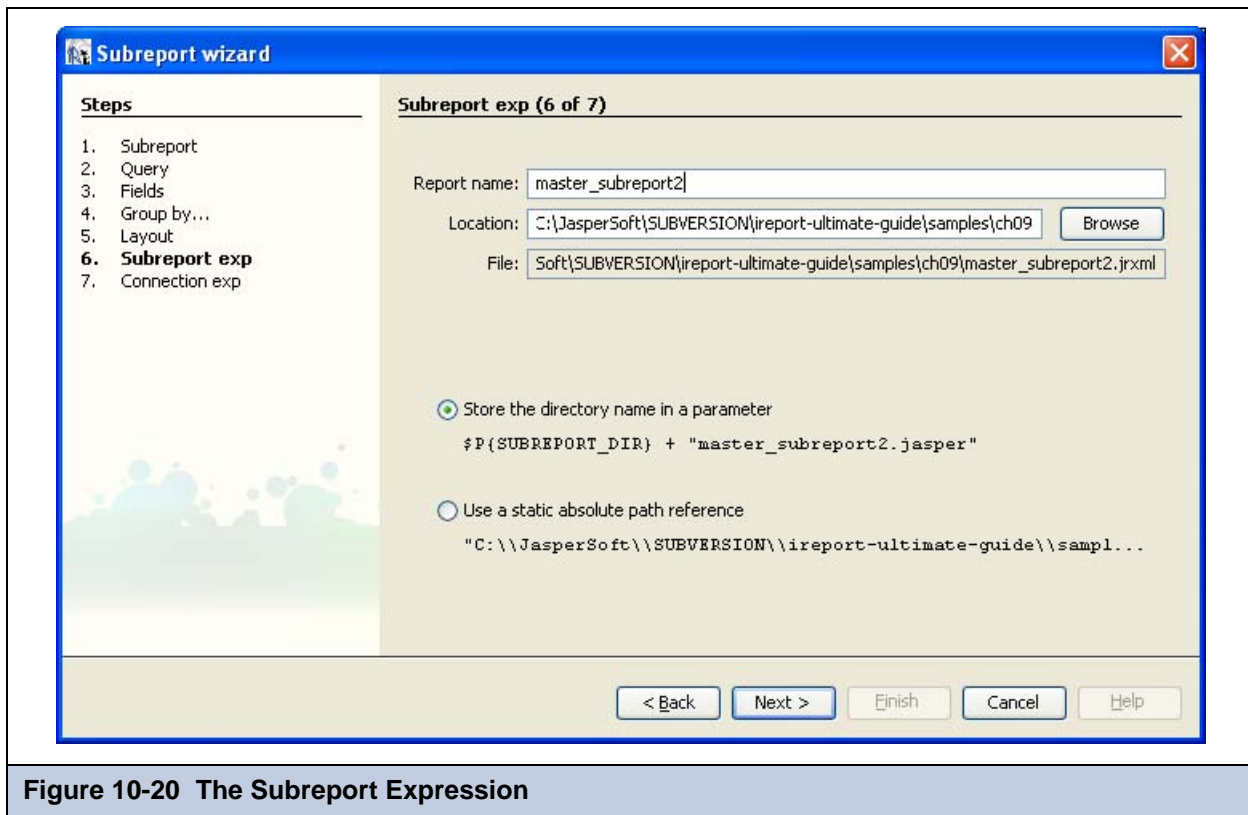 Subreport wizard
Steps
1. Subreport
2. Query
3. Fields
4. Group by...
5. Layout
6. Subreport exp
7. Connection exp
Subreport exp (6 of 7)
Report name: master_subreport2
Location: C:\JasperSoft\SUBVERSION\ireport-ultimate-guide\samples\ch09 Browse
File: Soft\SUBVERSION\ireport-ultimate-guide\samples\ch09\master_subreport2.jrxml
Store the directory name in a parameter
$P{SUBREPORT_DIR} + "master_subreport2.jasper"
Use a static absolute path reference
"C:\\JasperSoft\\SUBVERSION\\ireport-ultimate-guide\\sampl...
< Back Next > Finish Cancel Help
Figure 10-20 The Subreport Expression